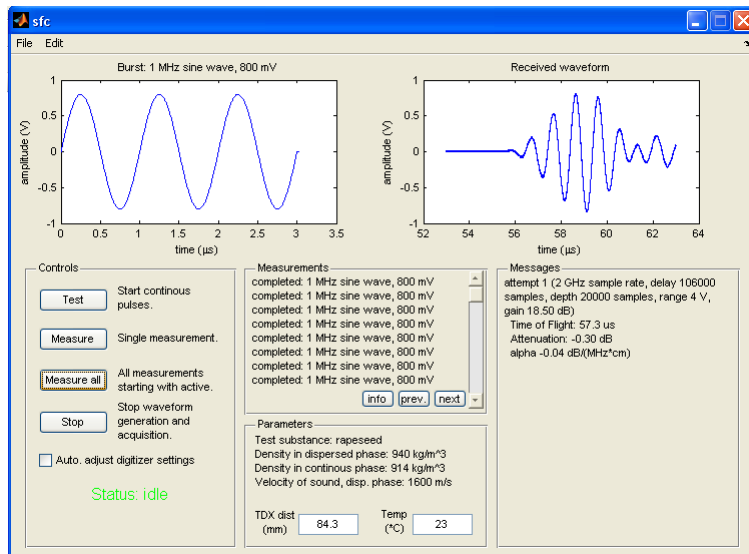 sfc
File Edit
Burst: 1 MHz sine wave, 800 mV
1
0.5
0
-0.5
-1
amplitude (V)
0 0.5 1 1.5 2 2.5 3 3.5
time (µs)
Received waveform
1
0.5
0
-0.5
-1
amplitude (V)
52 54 56 58 60 62 64
time (µs)
Controls
Test
Start continous
pulses.
Measure
Single measurement.
Measure all
All measurements
starting with active.
Stop
Stop waveform
generation and
acquisition.
Auto. adjust digitizer settings
Status: idle
Measurements
completed: 1 MHz sine wave, 800 mV
completed: 1 MHz sine wave, 800 mV
completed: 1 MHz sine wave, 800 mV
completed: 1 MHz sine wave, 800 mV
completed: 1 MHz sine wave, 800 mV
completed: 1 MHz sine wave, 800 mV
completed: 1 MHz sine wave, 800 mV
completed: 1 MHz sine wave, 800 mV
info prev. next
Parameters
Test substance: rapeseed
Density in dispersed phase: 940 kg/m^3
Density in continous phase: 914 kg/m^3
Velocity of sound, disp. phase: 1600 m/s
TDX dist
(mm)
84.3
Temp
(°C)
23
Messages
attempt 1 (2 GHz sample rate, delay 106000
samples, depth 20000 samples, range 4 V,
gain 18.50 dB)
Time of Flight: 57.3 us
Attenuation: -0.30 dB
alpha -0.04 dB/(MHz*cm)